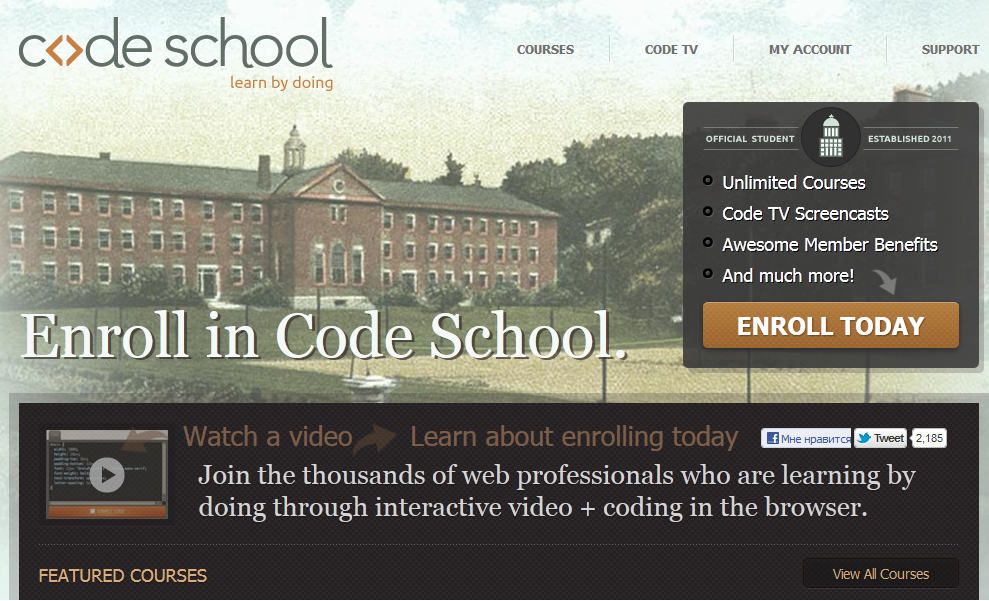 code school
learn by doing
COURSES
CODE TV
MY ACCOUNT
SUPPORT
OFFICIAL STUDENT
ESTABLISHED 2011
Unlimited Courses
Code TV Screencasts
Awesome Member Benefits
And much more!
ENROLL TODAY
Enroll in Code School.
Watch a video
Learn about enrolling today
Мне нравится
Tweet
2,185
Join the thousands of web professionals who are learning by
doing through interactive video + coding in the browser.
FEATURED COURSES
View All Courses